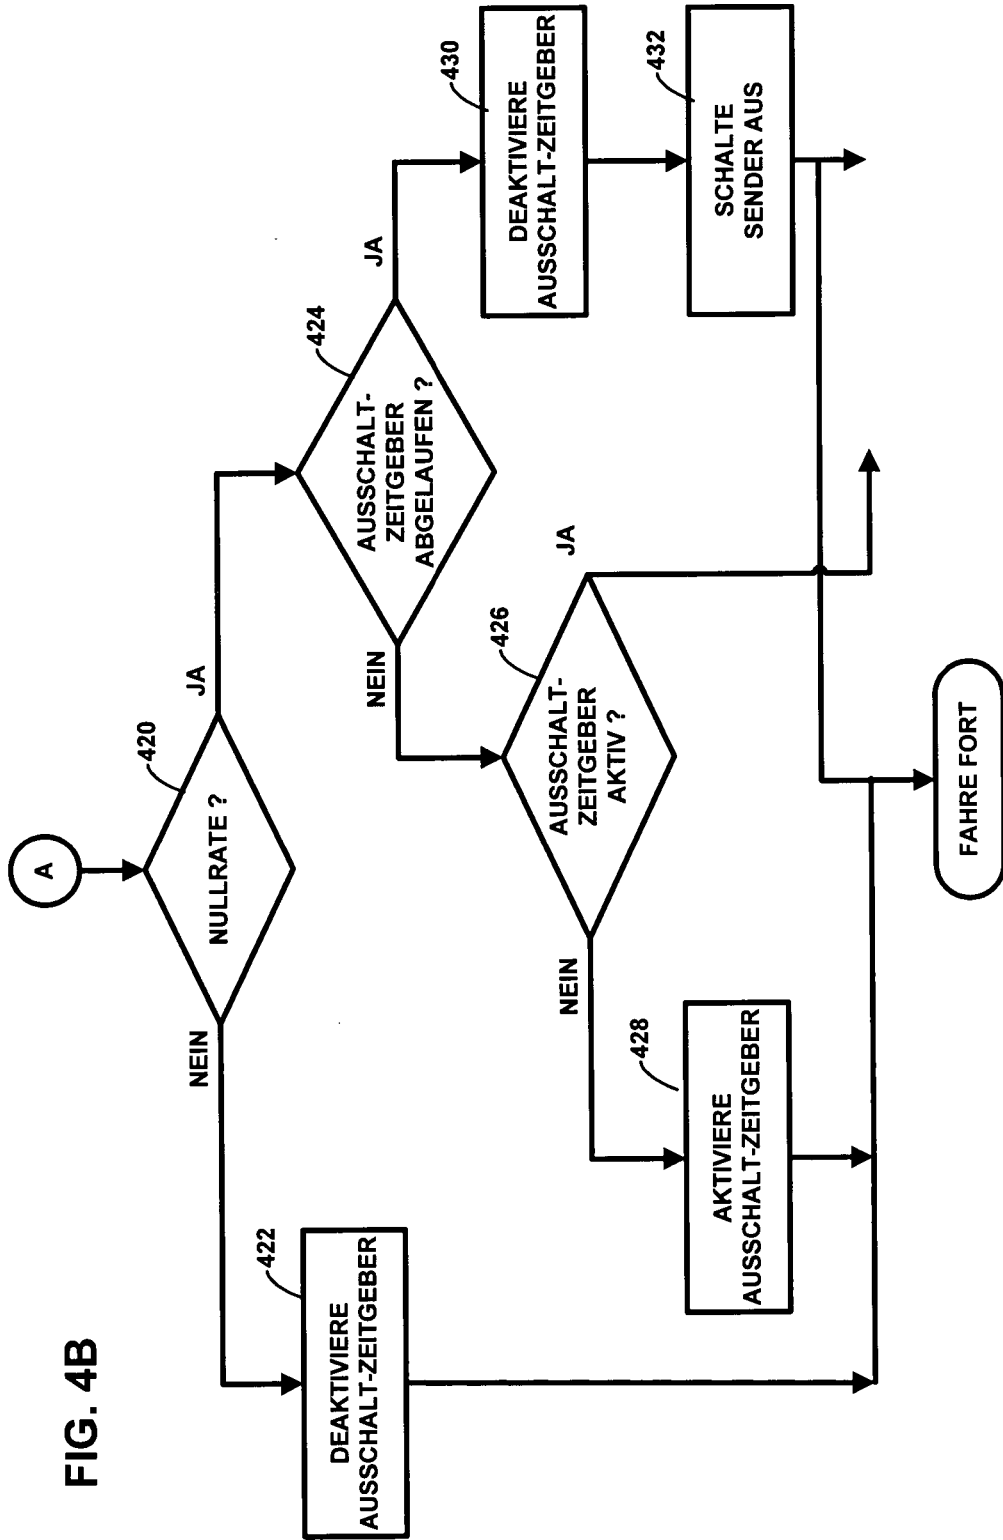 FIG. 4B
A
420
NULLRATE ?
NEIN
JA
422
DEAKTIVIERE
AUSSCHALT-ZEITGEBER
424
AUSSCHALT-
ZEITGEBER
ABGELAUFEN ?
NEIN
JA
426
AUSSCHALT-
ZEITGEBER
AKTIV ?
NEIN
JA
428
AKTIVIERE
AUSSCHALT-ZEITGEBER
430
DEAKTIVIERE
AUSSCHALT-ZEITGEBER
432
SCHALTE
SENDER AUS
FAHRE FORT